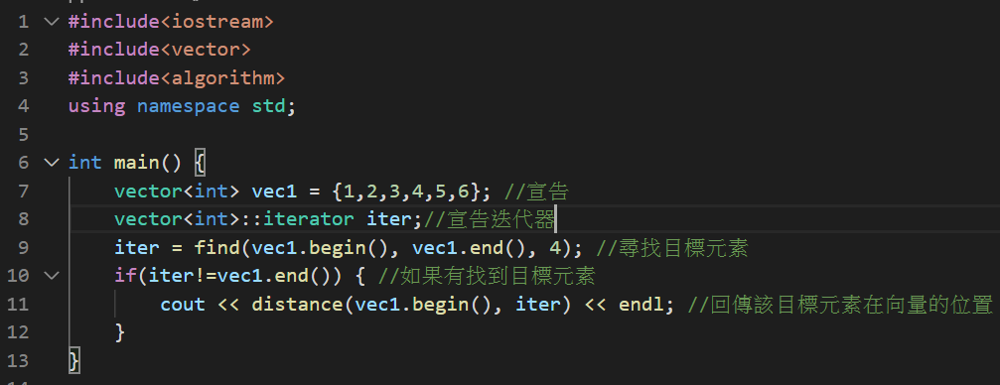 1 #include<iostream>
2 #include<vector>
3 #include<algorithm>
4 using namespace std;
5
6 int main() {
7 vector<int> vec1 = {1,2,3,4,5,6}; //宣告
8 vector<int>::iterator iter;//宣告迭代器
9 iter = find(vec1.begin(), vec1.end(), 4); //尋找目標元素
10 if(iter!=vec1.end()) { //如果有找到目標元素
11 cout << distance(vec1.begin(), iter) << endl; //回傳該目標元素在向量的位置
12 }
13 }